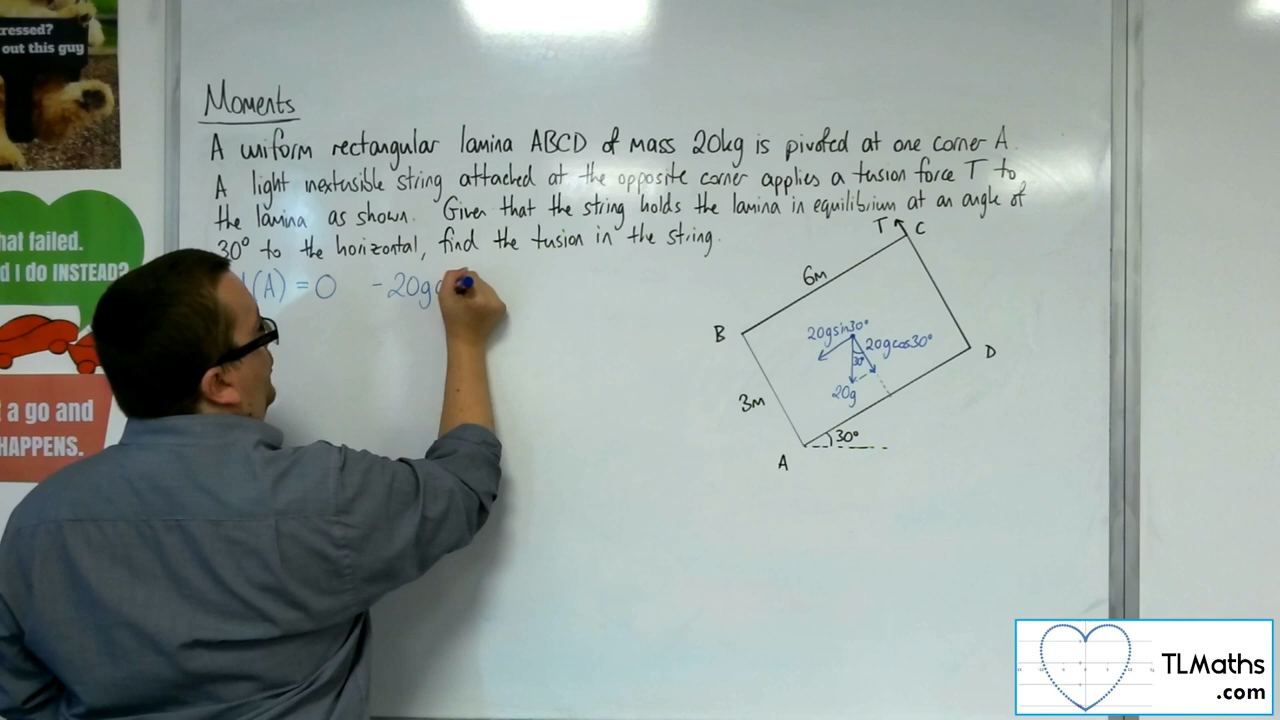 ressed?
out this guy
hat failed.
d I do INSTEAD?
t a go and
HAPPENS.
Moments
A uniform rectangular lamina ABCD of mass 20kg is pivoted at one corner A.
A light inextensible string attached at the opposite corner applies a tension force T to
the lamina as shown. Given that the string holds the lamina in equilibrium at an angle of
30° to the horizontal, find the tension in the string.
(A) = 0 -20g
T C
6m
B
20gsin30°
20gcos30°
30°
D
20g
3m
30°
A
TLMaths
.com